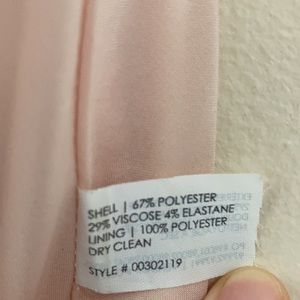 SHELL | 67% POLYESTER
29% VISCOSE 4% ELASTANE
LINING | 100% POLYESTER
DRY CLEAN
STYLE # 00302119